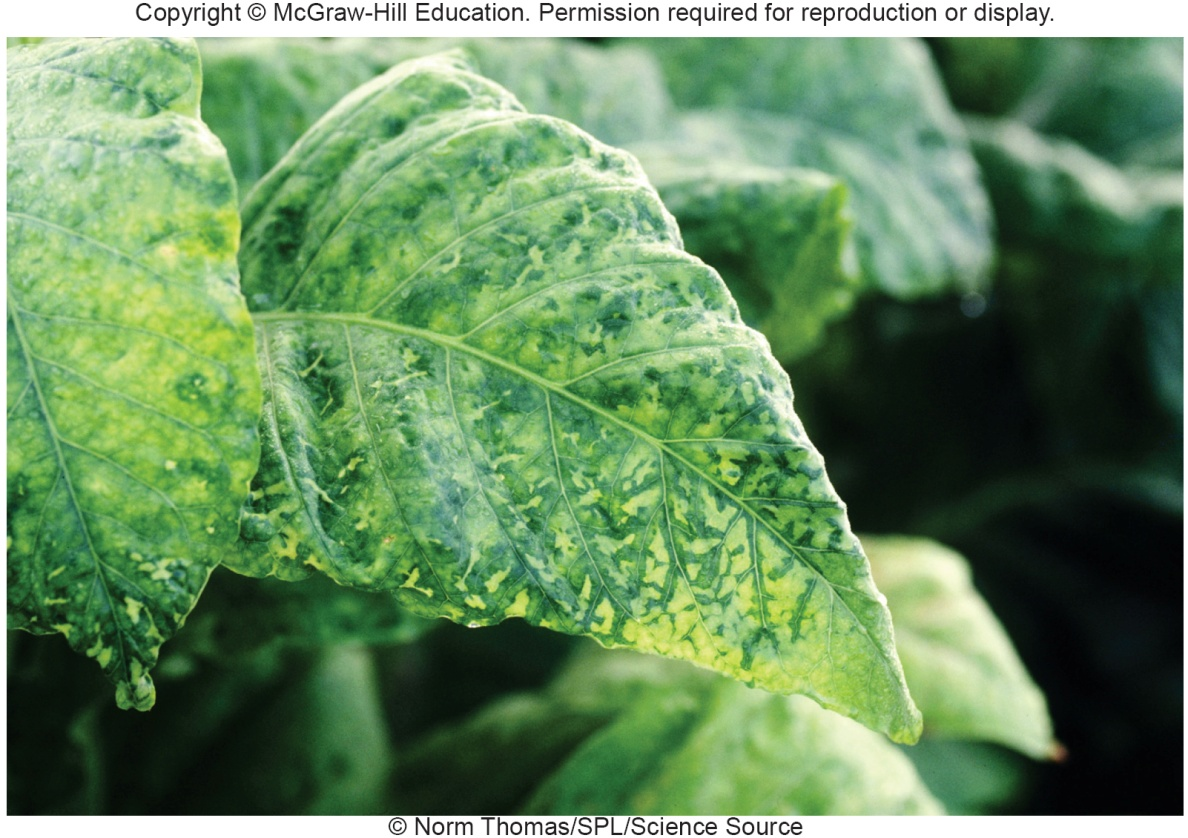 Copyright © McGraw-Hill Education. Permission required for reproduction or display.
© Norm Thomas/SPL/Science Source